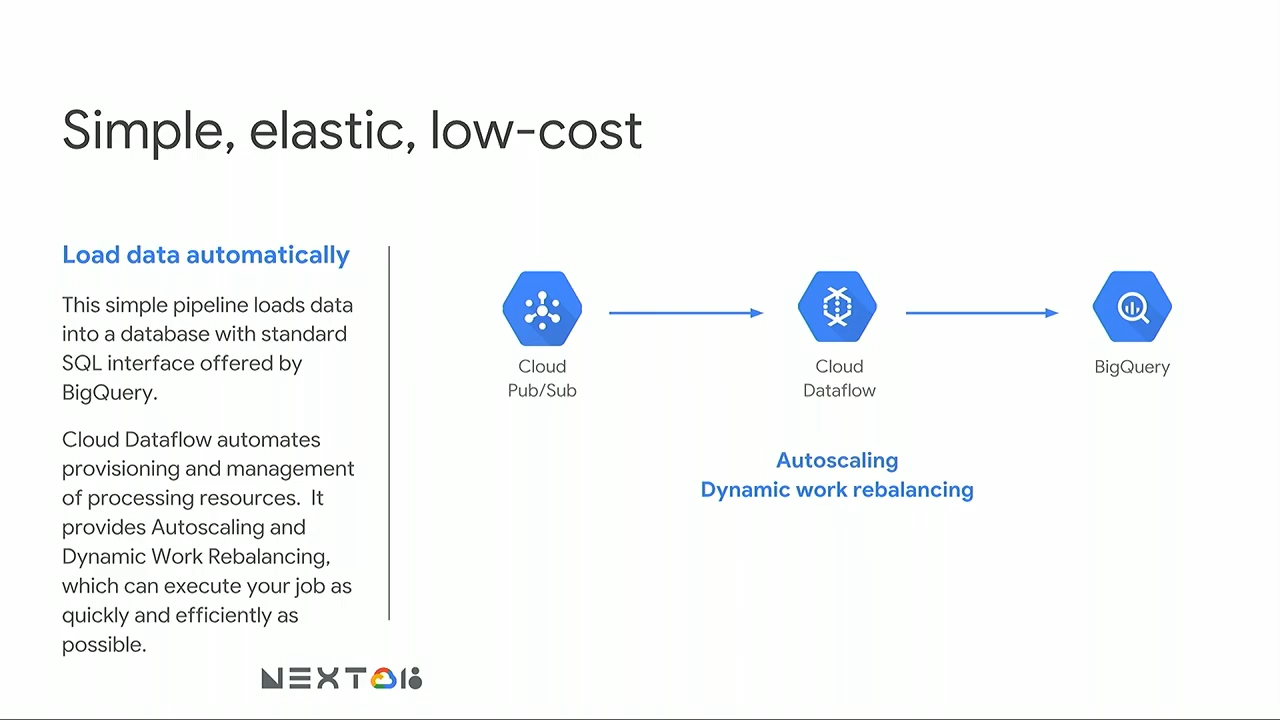 Simple, elastic, low-cost
Load data automatically
This simple pipeline loads data
into a database with standard
SQL interface offered by
BigQuery.
Cloud Dataflow automates
provisioning and management
of processing resources.  It
provides Autoscaling and
Dynamic Work Rebalancing,
which can execute your job as
quickly and efficiently as
possible.
Cloud
Pub/Sub
Cloud
Dataflow
BigQuery
Autoscaling
Dynamic work rebalancing
NEXT 18